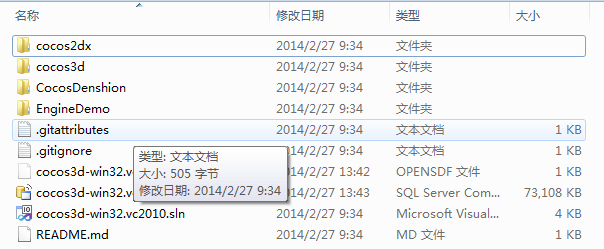 名称 修改日期 类型 大小
cocos2dx 2014/2/27 9:34 文件夹
cocos3d 2014/2/27 9:34 文件夹
CocosDenshion 2014/2/27 9:34 文件夹
EngineDemo 2014/2/27 9:34 文件夹
.gitattributes 2014/2/27 9:34 文本文档 1 KB
.gitignore 2014/2/27 9:34 文本文档 1 KB
类型: 文本文档
cocos3d-win32.v 2014/2/27 13:42 OPENSDF 文件 1 KB
大小: 505 字节
cocos3d-win32.v 2014/2/27 13:43 SQL Server Com... 73,108 KB
修改日期: 2014/2/27 9:34
cocos3d-win32.vc2010.sln 2014/2/27 9:34 Microsoft Visual... 4 KB
README.md 2014/2/27 9:34 MD 文件 1 KB